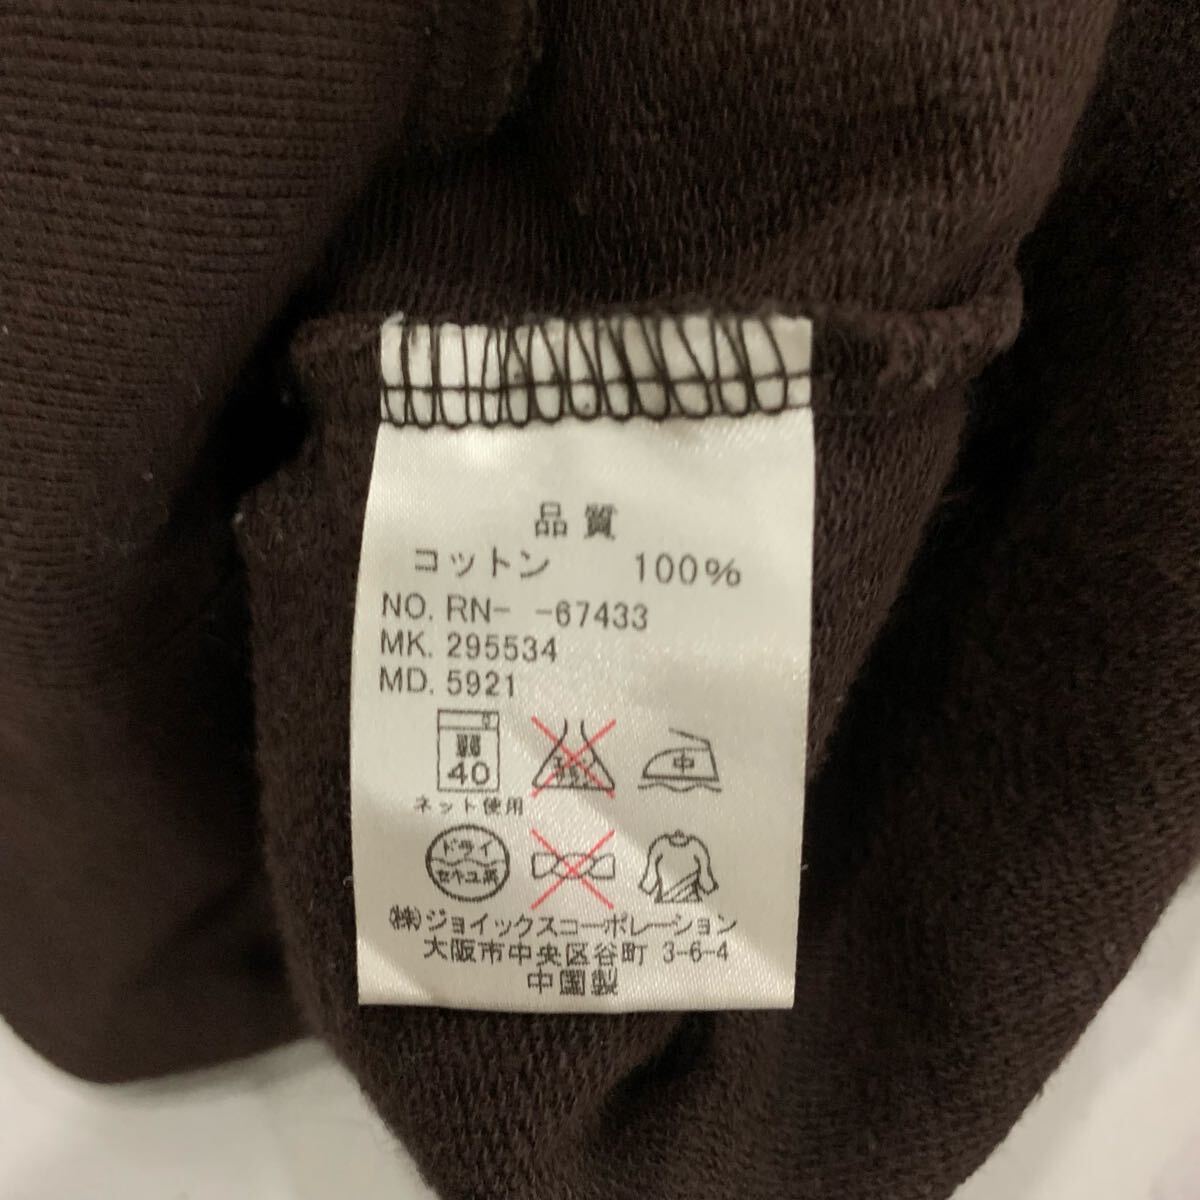 品質
コットン 100%
NO. RN- -67433
MK. 295534
MD. 5921
弱
40
中
ネット使用
ドライ
セキユ系
(株)ジョイックスコーポレーション
大阪市中央区谷町 3-6-4
中国製